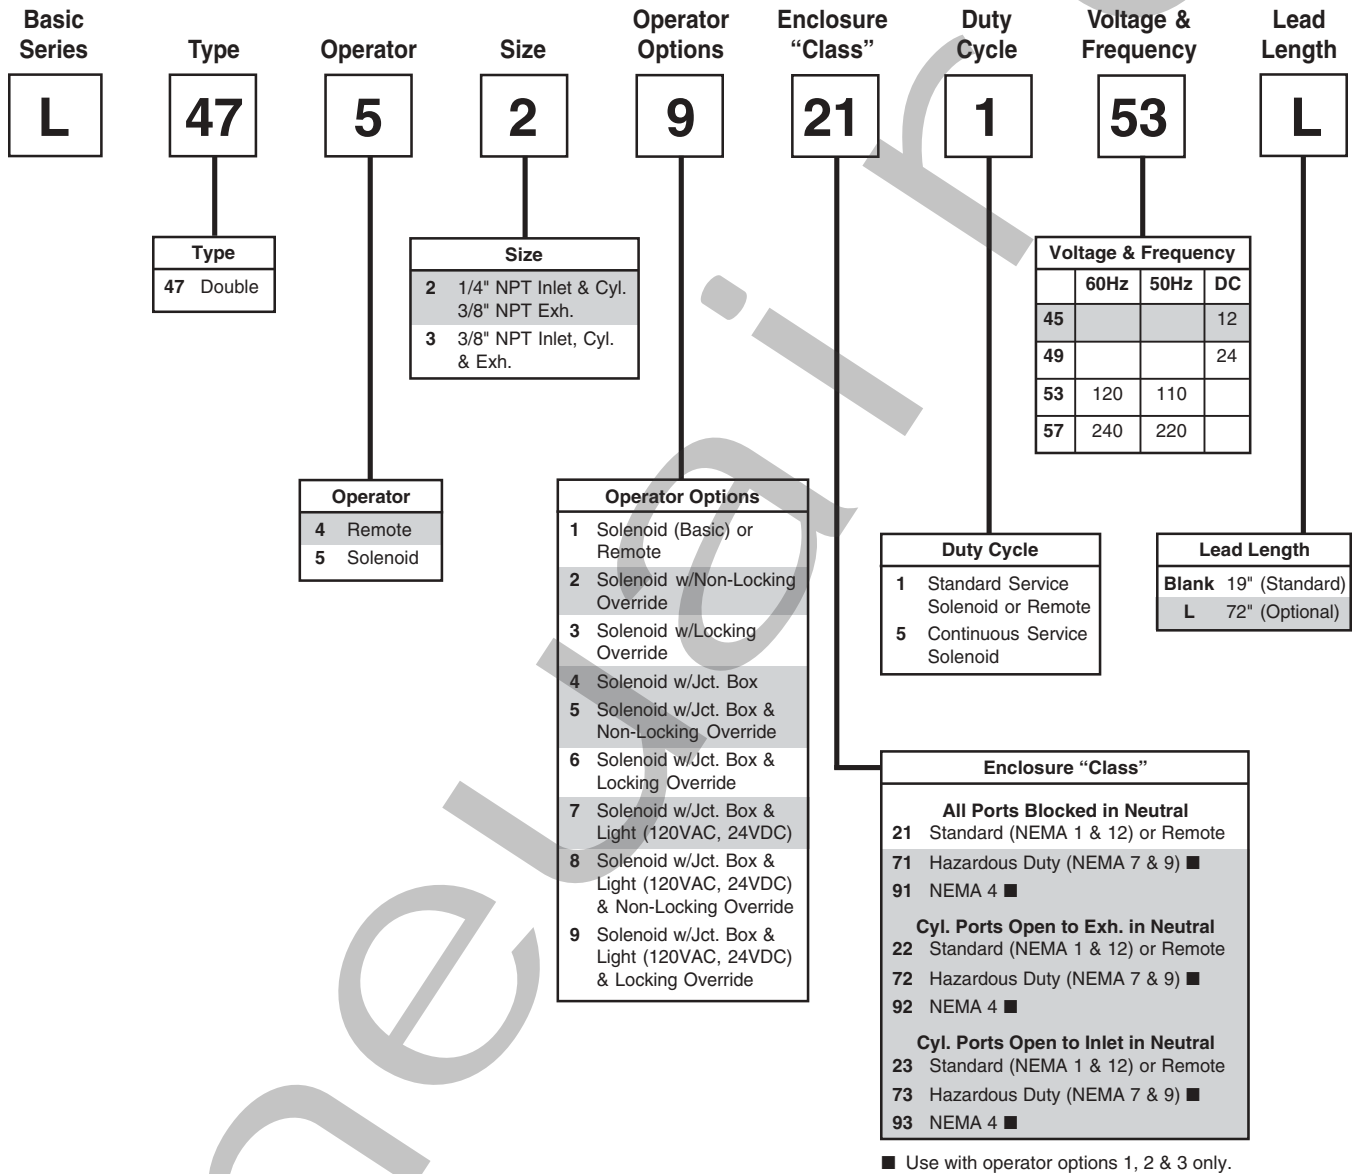 Basic Series
Type
Operator
Size
Operator Options
Enclosure “Class”
Duty Cycle
Voltage & Frequency
Lead Length
L
47
5
2
9
21
1
53
L
Type
47 Double
Size
2 1/4" NPT Inlet & Cyl.
3/8" NPT Exh.
3 3/8" NPT Inlet, Cyl.
& Exh.
Voltage & Frequency
60Hz 50Hz DC
45 12
49 24
53 120 110
57 240 220
Operator
4 Remote
5 Solenoid
Operator Options
1 Solenoid (Basic) or
Remote
2 Solenoid w/Non-Locking
Override
3 Solenoid w/Locking
Override
4 Solenoid w/Jct. Box
5 Solenoid w/Jct. Box &
Non-Locking Override
6 Solenoid w/Jct. Box &
Locking Override
7 Solenoid w/Jct. Box &
Light (120VAC, 24VDC)
8 Solenoid w/Jct. Box &
Light (120VAC, 24VDC)
& Non-Locking Override
9 Solenoid w/Jct. Box &
Light (120VAC, 24VDC)
& Locking Override
Duty Cycle
1 Standard Service
Solenoid or Remote
5 Continuous Service
Solenoid
Lead Length
Blank 19" (Standard)
L 72" (Optional)
Enclosure “Class”
All Ports Blocked in Neutral
21 Standard (NEMA 1 & 12) or Remote
71 Hazardous Duty (NEMA 7 & 9) ■
91 NEMA 4 ■
Cyl. Ports Open to Exh. in Neutral
22 Standard (NEMA 1 & 12) or Remote
72 Hazardous Duty (NEMA 7 & 9) ■
92 NEMA 4 ■
Cyl. Ports Open to Inlet in Neutral
23 Standard (NEMA 1 & 12) or Remote
73 Hazardous Duty (NEMA 7 & 9) ■
93 NEMA 4 ■
■ Use with operator options 1, 2 & 3 only.